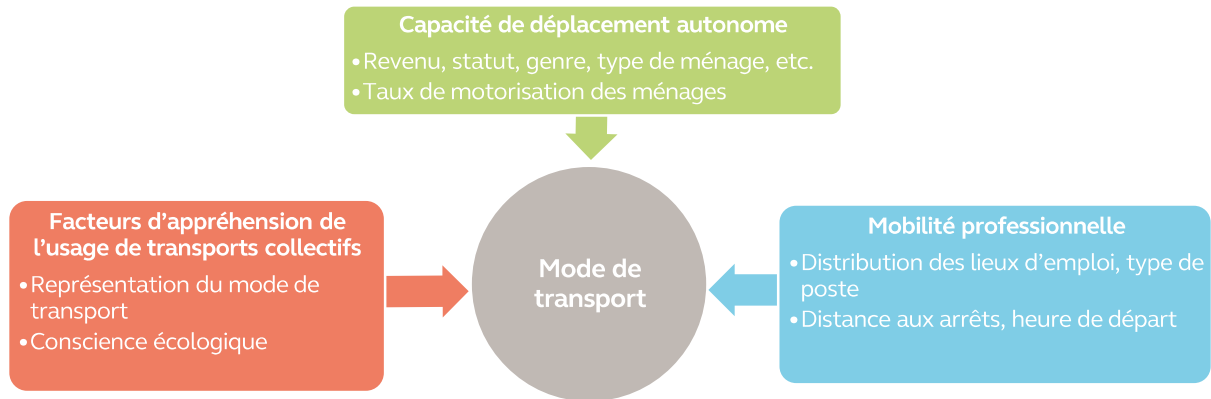 Capacité de déplacement autonome
•Revenu, statut, genre, type de ménage, etc.
•Taux de motorisation des ménages
Facteurs d'appréhension de
l'usage de transports collectifs
•Représentation du mode de
transport
•Conscience écologique
Mode de
transport
Mobilité professionnelle
•Distribution des lieux d'emploi, type de
poste
•Distance aux arrêts, heure de départ